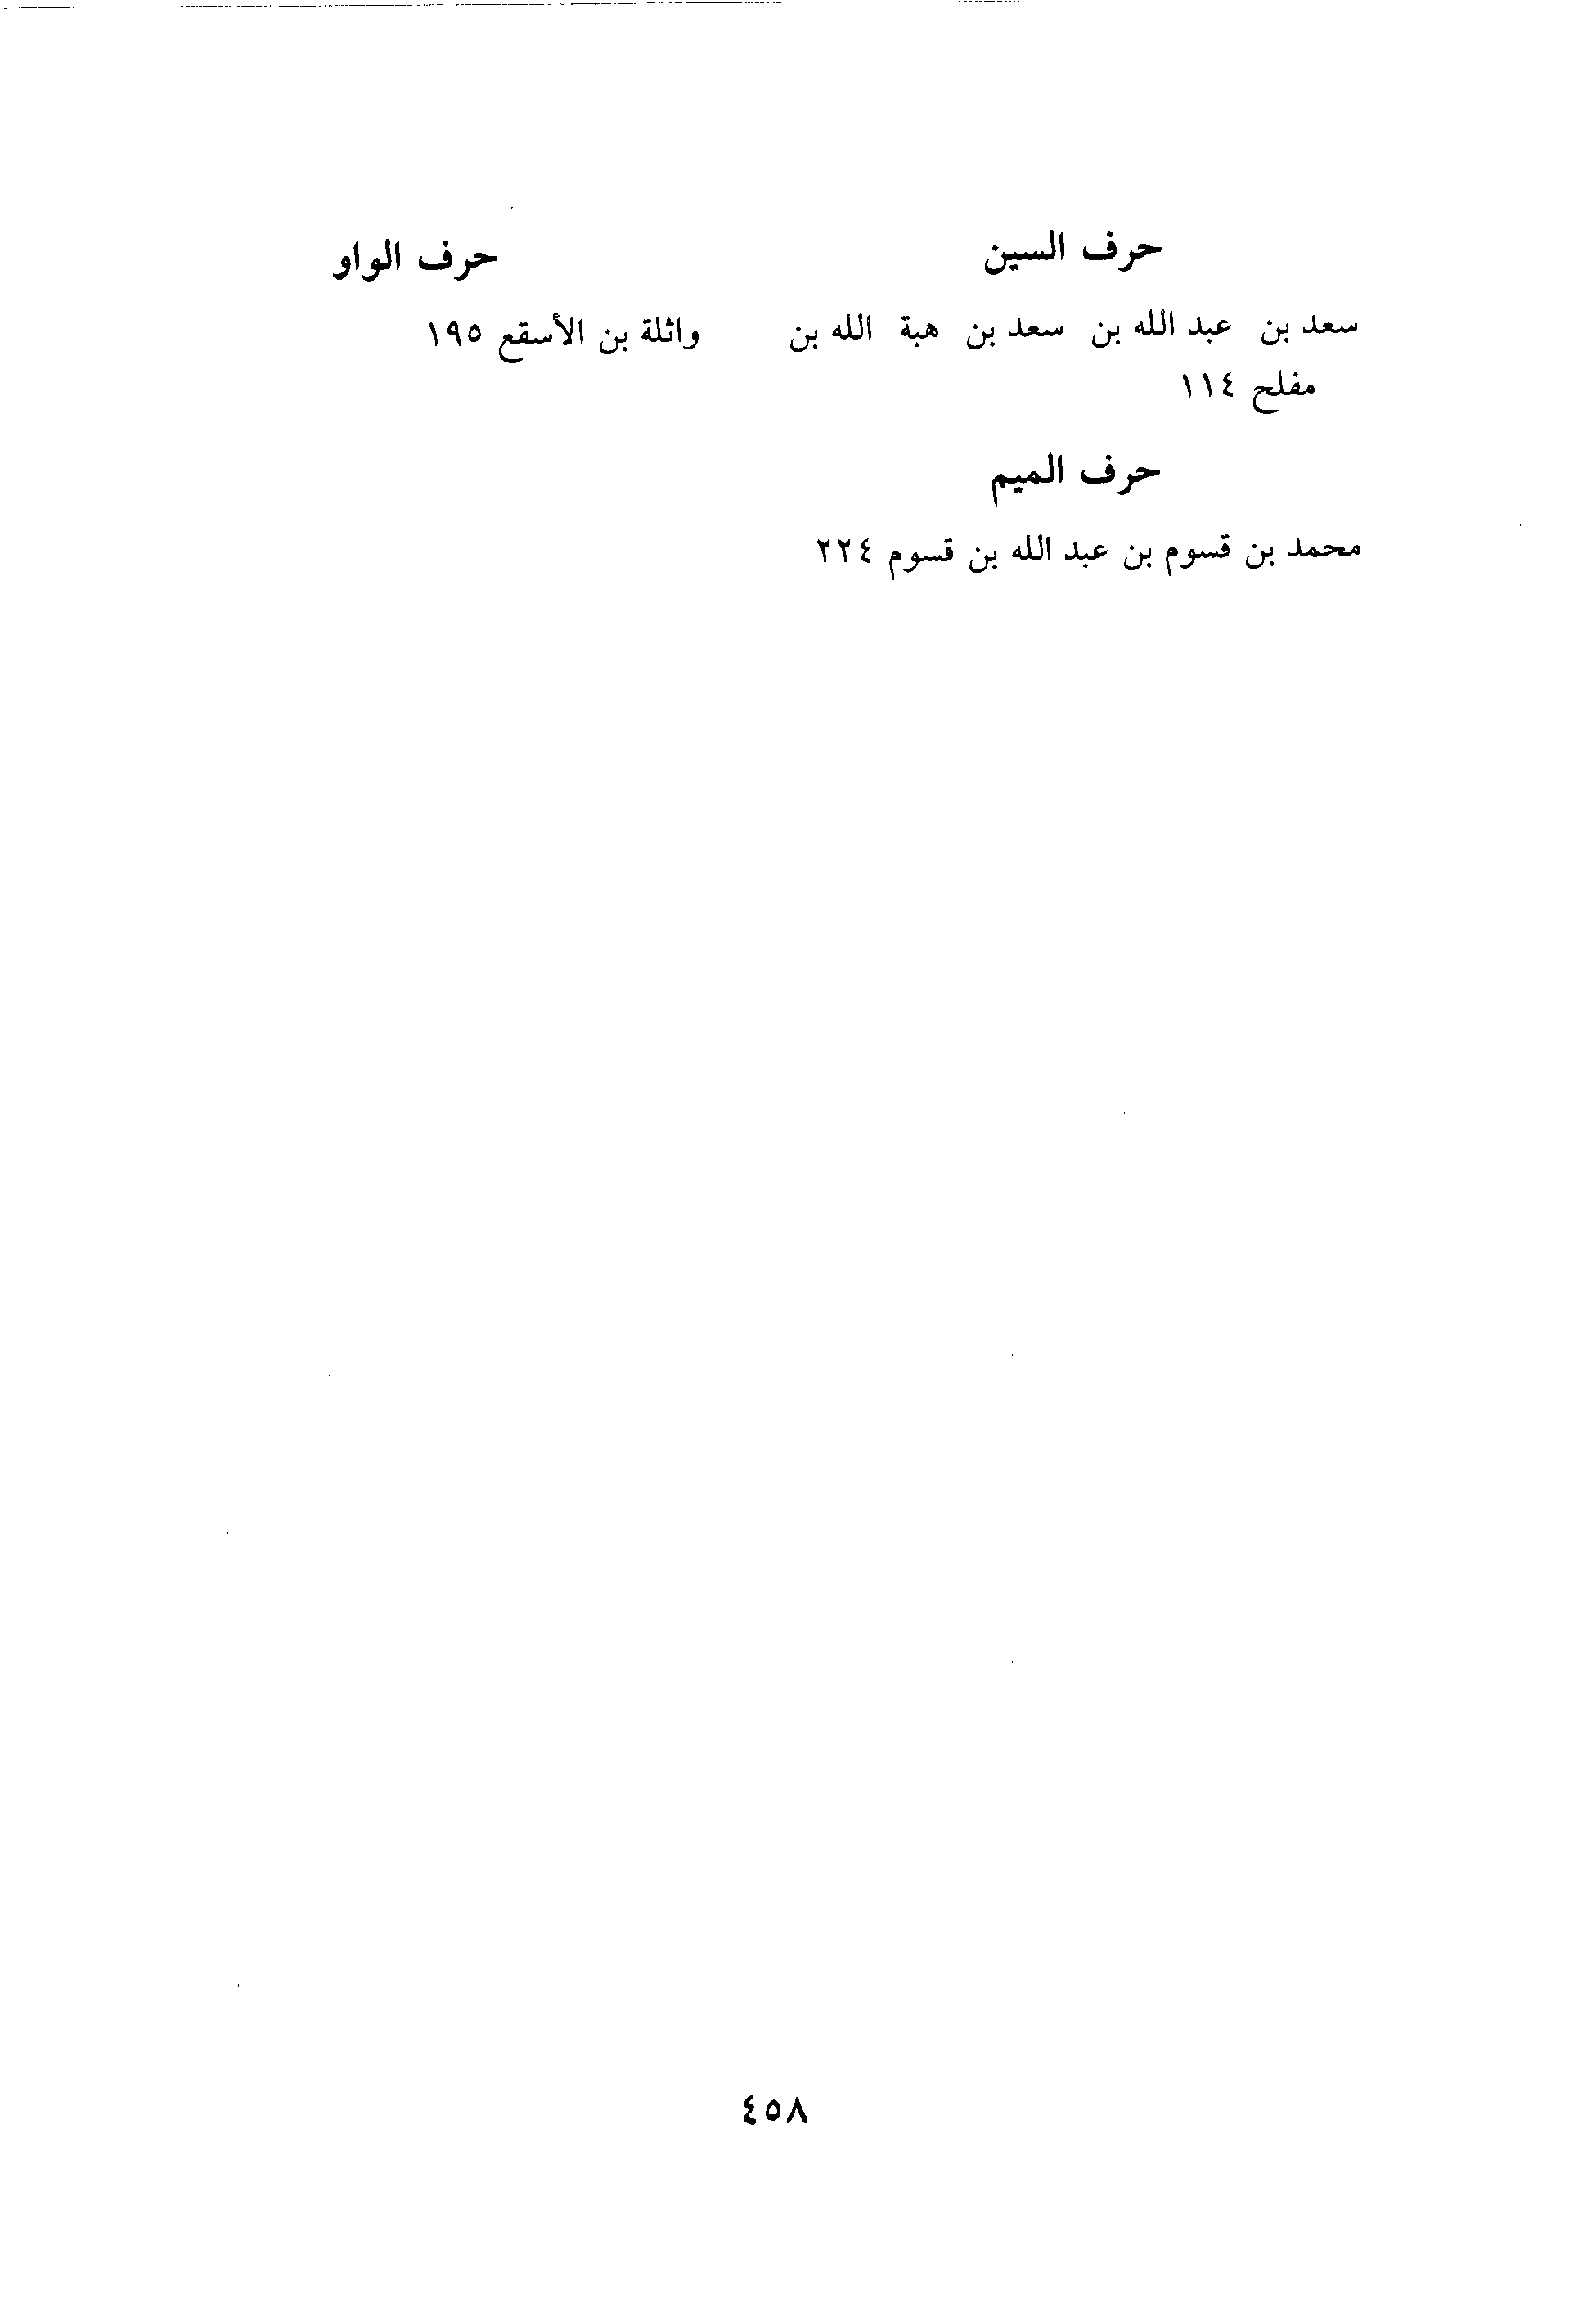 حرف السين
سعد بن عبد الله بن سعد بن هبة الله بن
مفلح ١١٤
حرف الميم
محمد بن قسوم بن عبد الله بن قسوم ٢٢٤
حرف الواو
واثلة بن الأسقع ١٩٥
٤٥٨